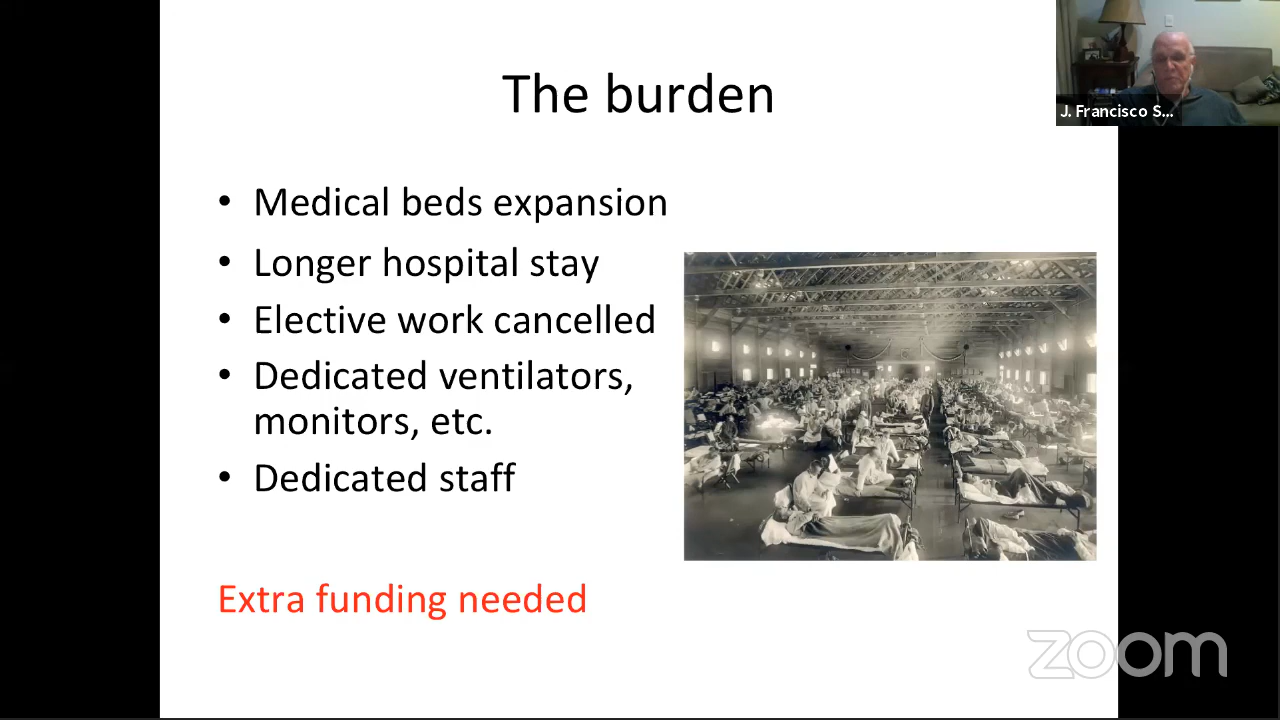 The burden
J. Francisco S...
• Medical beds expansion
• Longer hospital stay
• Elective work cancelled
• Dedicated ventilators,
monitors, etc.
• Dedicated staff
Extra funding needed
zoom